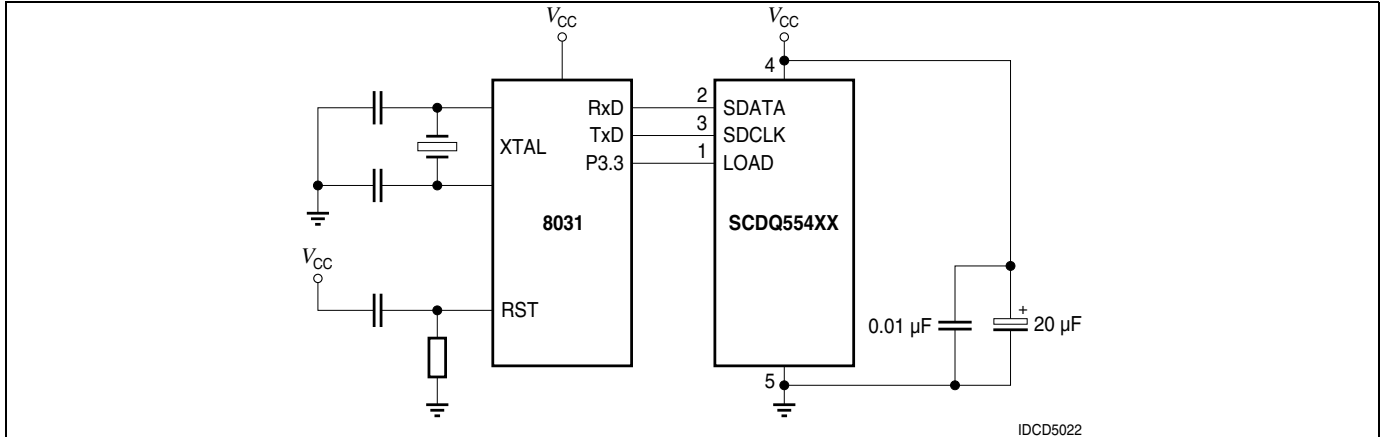 VCC
VCC
4
RxD
2
SDATA
TxD
3
SDCLK
XTAL
P3.3
1
LOAD
8031
SCDQ554XX
VCC
RST
0.01 µF
+
20 µF
5
IDCD5022